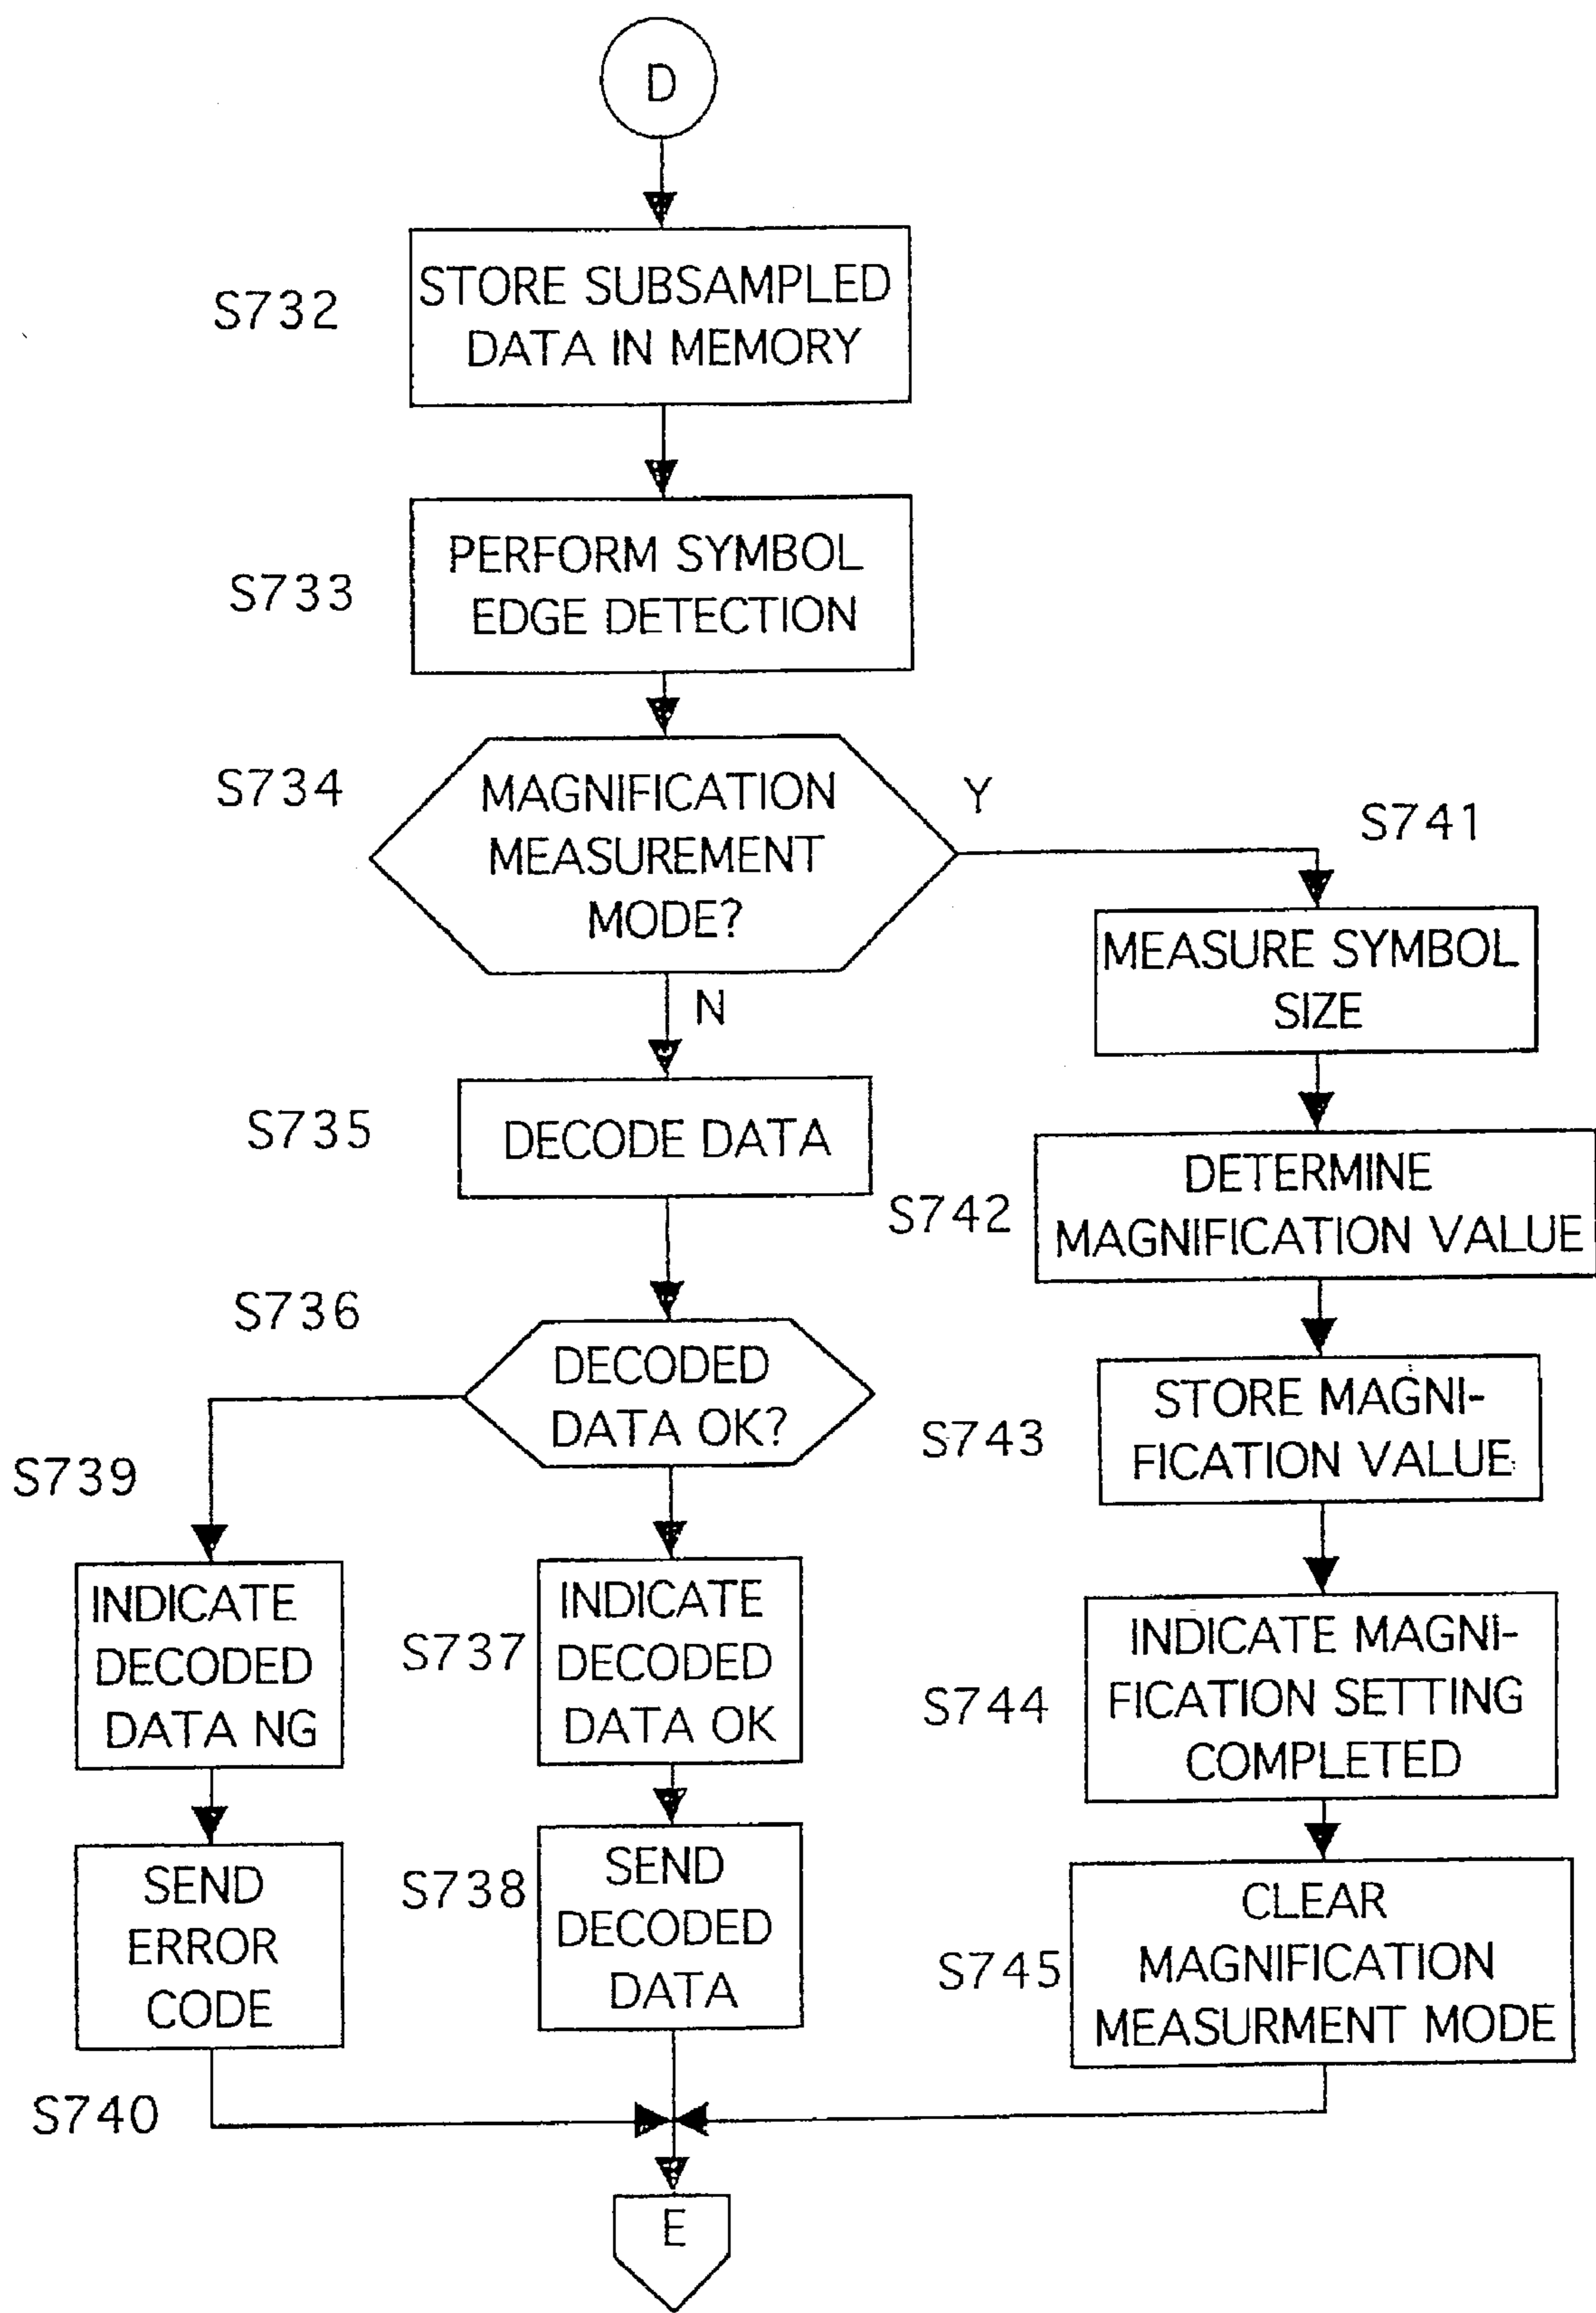 D
S732
STORE SUBSAMPLED
DATA IN MEMORY
S733
PERFORM SYMBOL
EDGE DETECTION
S734
MAGNIFICATION
MEASUREMENT
MODE?
Y
N
S741
MEASURE SYMBOL
SIZE
S735
DECODE DATA
S742
DETERMINE
MAGNIFICATION VALUE
S736
DECODED
DATA OK?
S743
STORE MAGNI-
FICATION VALUE
S739
INDICATE
DECODED
DATA NG
S737
INDICATE
DECODED
DATA OK
S744
INDICATE MAGNI-
FICATION SETTING
COMPLETED
SEND
ERROR
CODE
S738
SEND
DECODED
DATA
S745
CLEAR
MAGNIFICATION
MEASURMENT MODE
S740
E